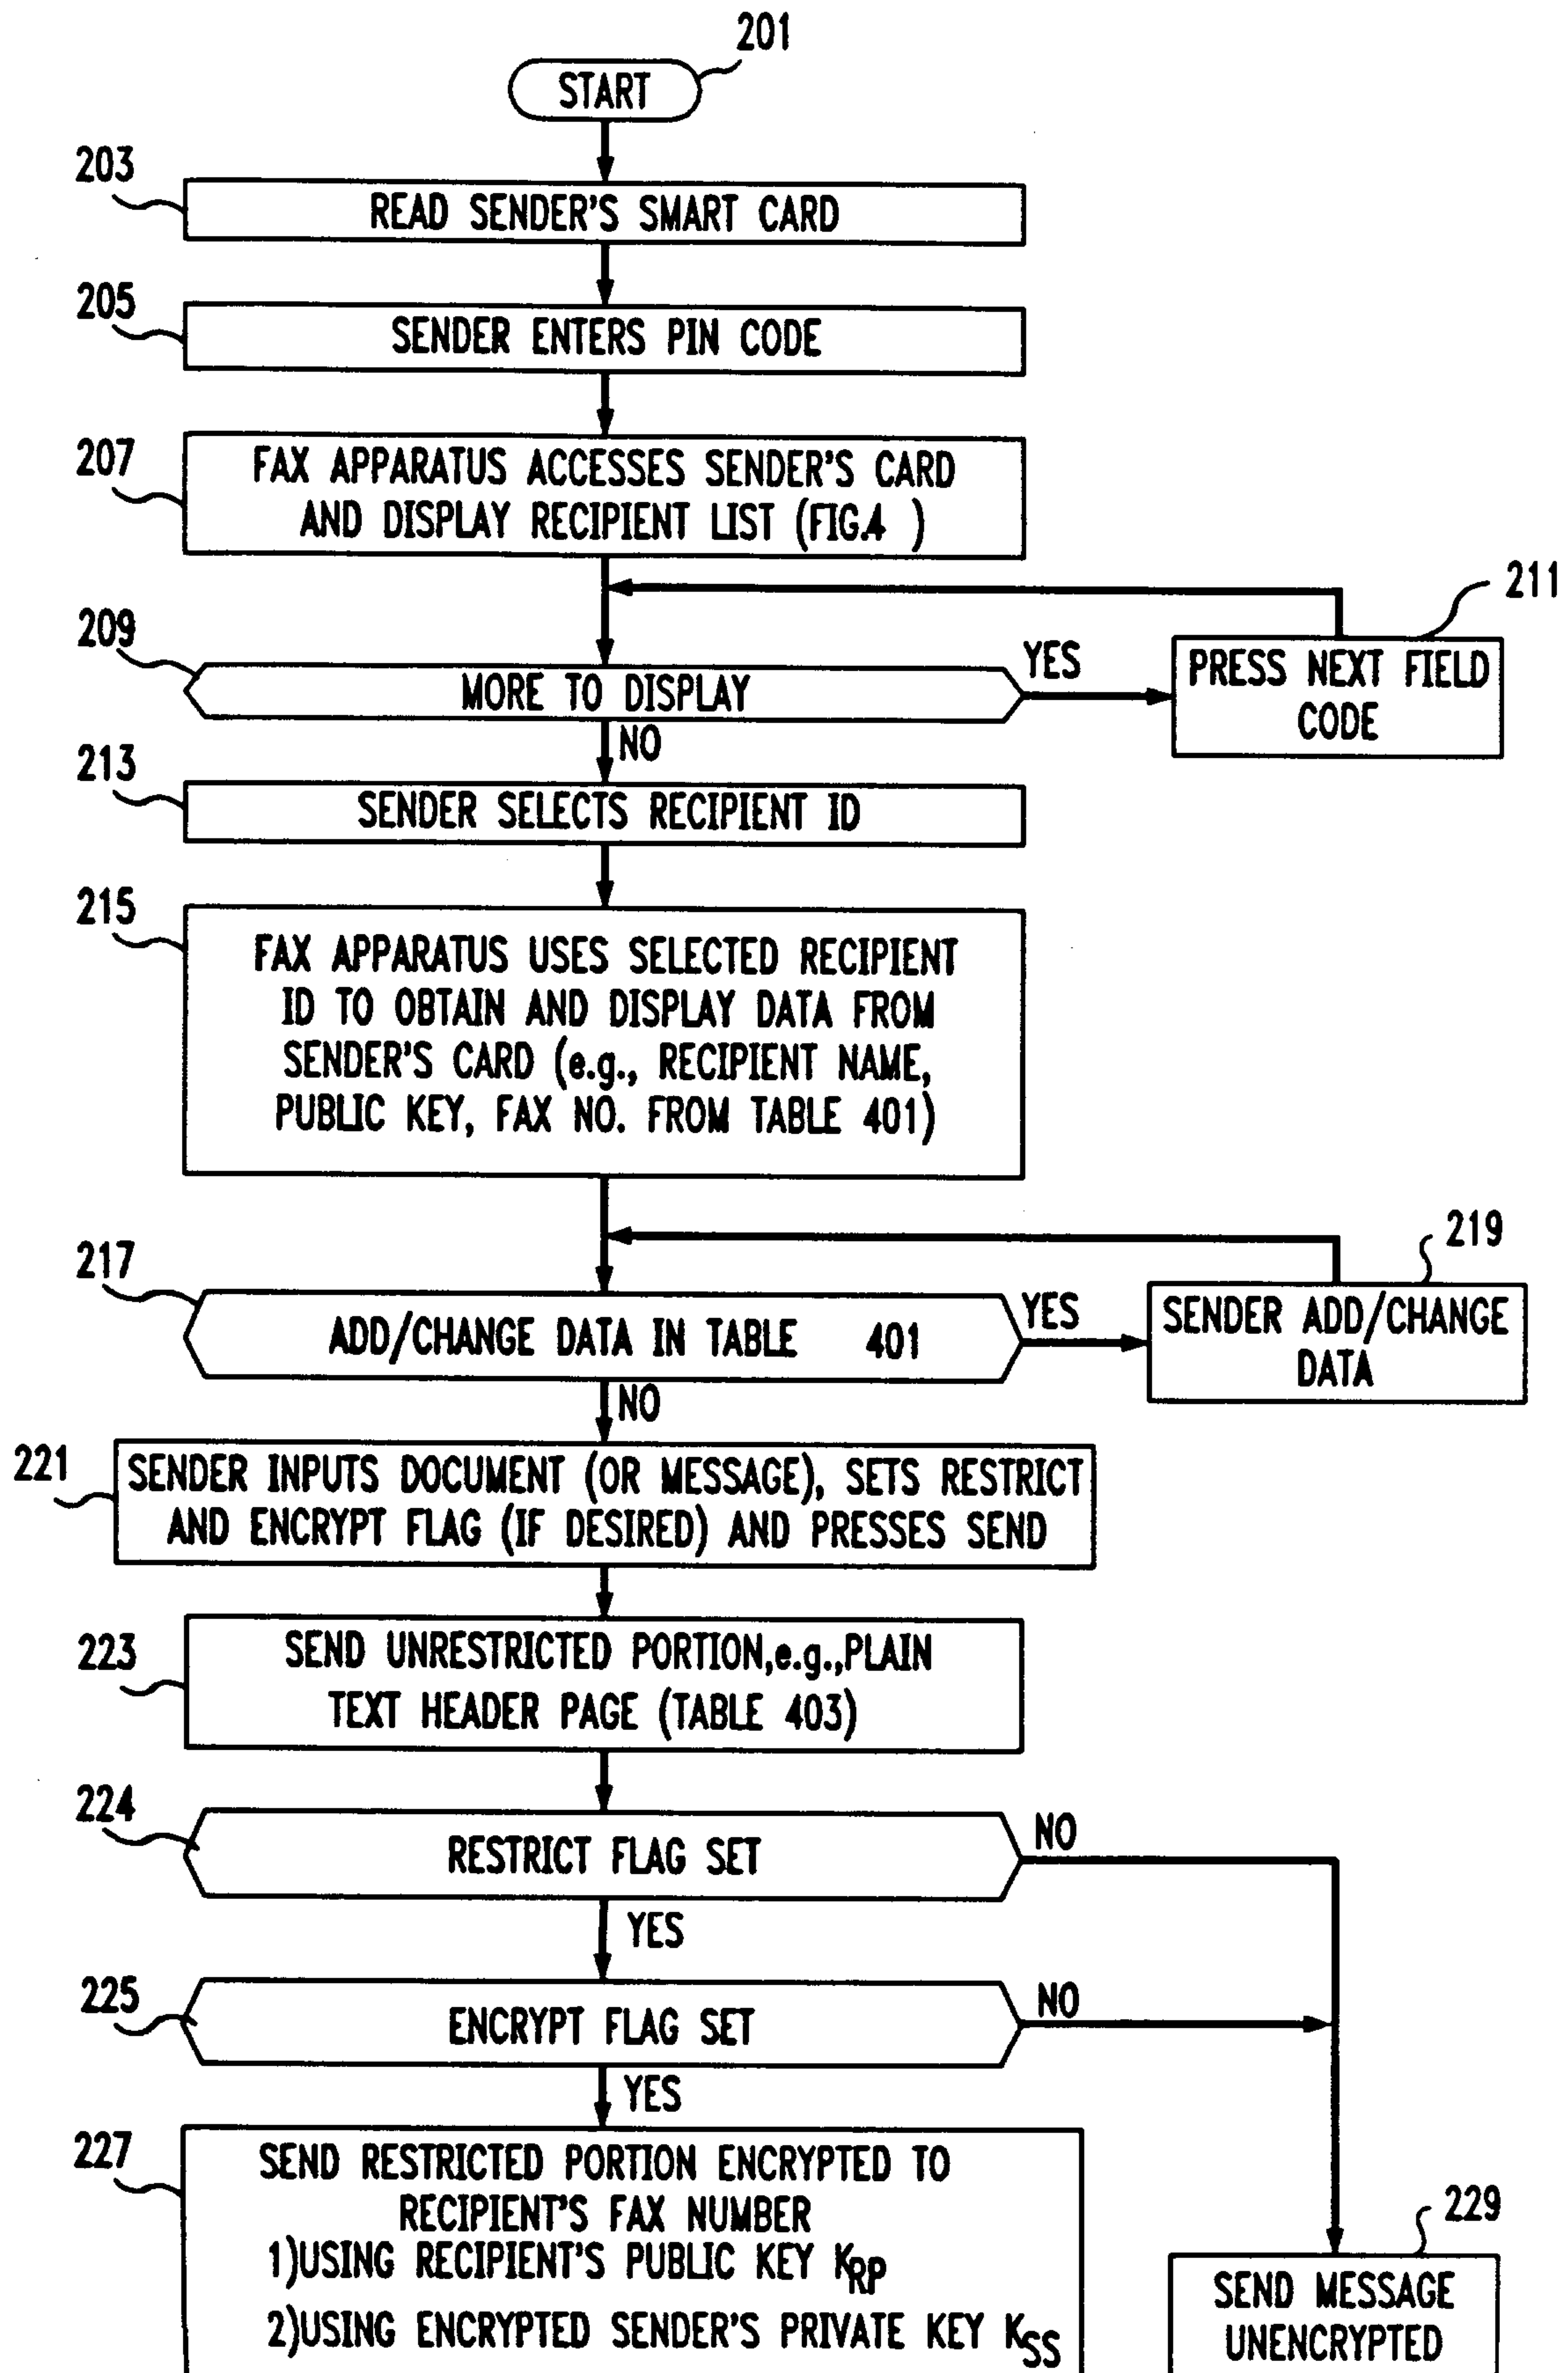 201
START
203
READ SENDER'S SMART CARD
205
SENDER ENTERS PIN CODE
207
FAX APPARATUS ACCESSES SENDER'S CARD
AND DISPLAY RECIPIENT LIST (FIG.4 )
209
MORE TO DISPLAY
YES
211
PRESS NEXT FIELD
CODE
NO
213
SENDER SELECTS RECIPIENT ID
215
FAX APPARATUS USES SELECTED RECIPIENT
ID TO OBTAIN AND DISPLAY DATA FROM
SENDER'S CARD (e.g., RECIPIENT NAME,
PUBLIC KEY, FAX NO. FROM TABLE 401)
217
ADD/CHANGE DATA IN TABLE 401
YES
219
SENDER ADD/CHANGE
DATA
NO
221
SENDER INPUTS DOCUMENT (OR MESSAGE), SETS RESTRICT
AND ENCRYPT FLAG (IF DESIRED) AND PRESSES SEND
223
SEND UNRESTRICTED PORTION,e.g.,PLAIN
TEXT HEADER PAGE (TABLE 403)
224
RESTRICT FLAG SET
NO
YES
225
ENCRYPT FLAG SET
NO
YES
227
SEND RESTRICTED PORTION ENCRYPTED TO
RECIPIENT'S FAX NUMBER
1)USING RECIPIENT'S PUBLIC KEY KRP
2)USING ENCRYPTED SENDER'S PRIVATE KEY KSS
229
SEND MESSAGE
UNENCRYPTED